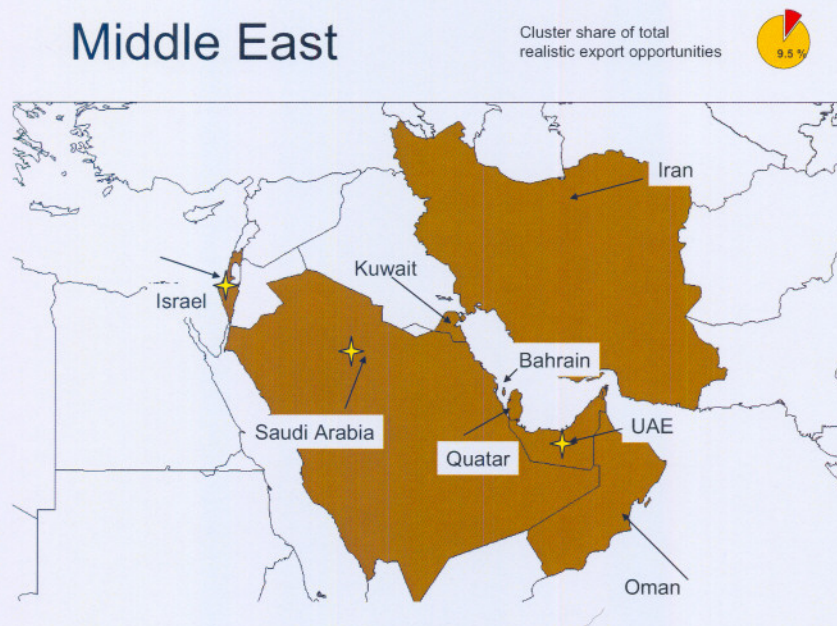 Middle East
Cluster share of total
realistic export opportunities
9.5 %
Iran
Kuwait
Israel
Bahrain
Saudi Arabia
UAE
Quatar
Oman